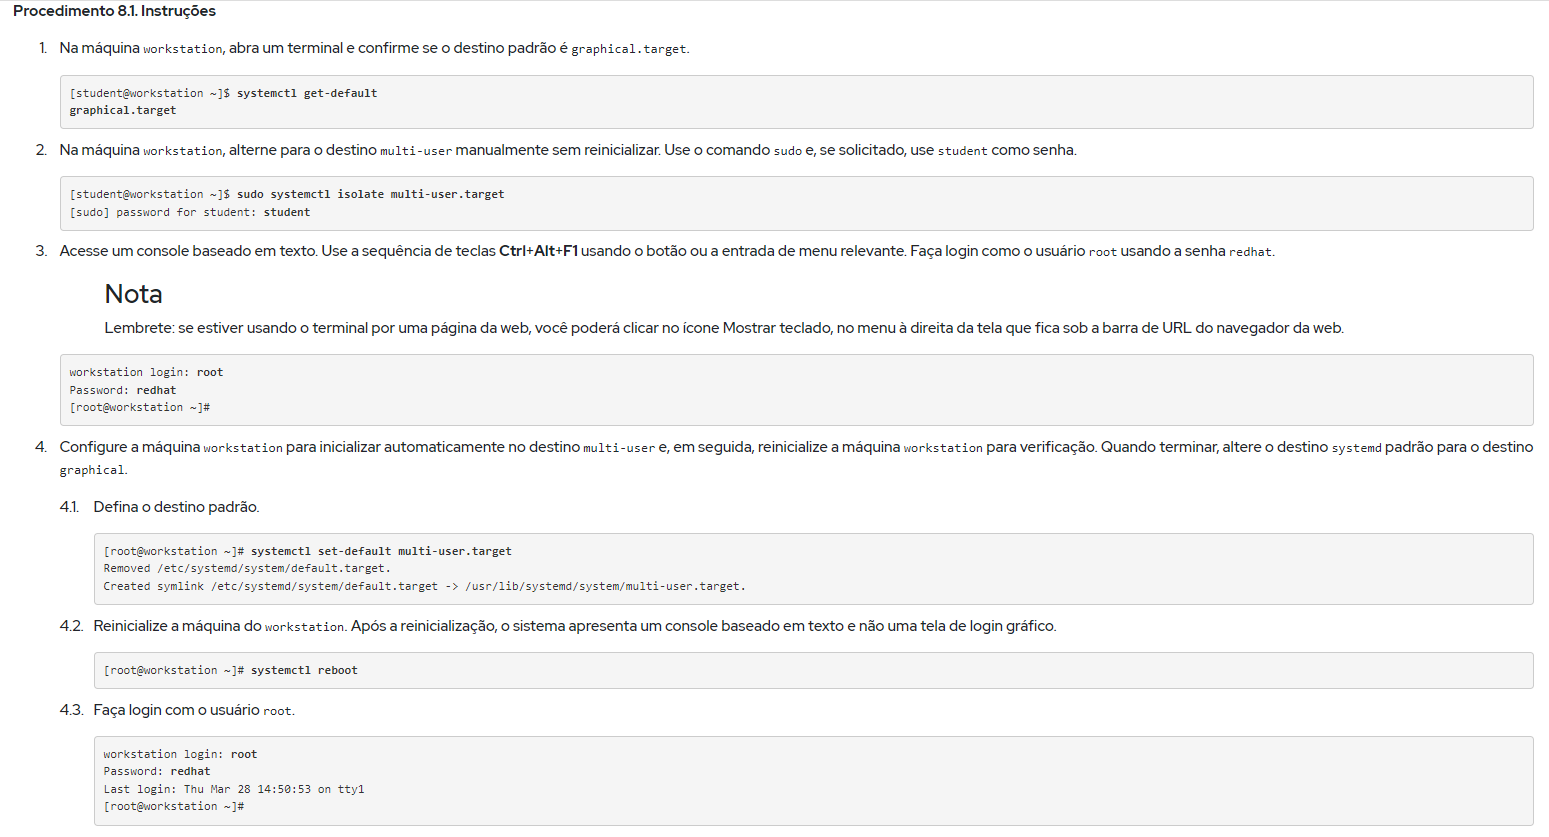 Procedimento 8.1. Instruções
1. Na máquina workstation, abra um terminal e confirme se o destino padrão é graphical.target.
[student@workstation ~]$ systemctl get-default
graphical.target
2. Na máquina workstation, alterne para o destino multi-user manualmente sem reinicializar. Use o comando sudo e, se solicitado, use student como senha.
[student@workstation ~]$ sudo systemctl isolate multi-user.target
[sudo] password for student: student
3. Acesse um console baseado em texto. Use a sequência de teclas Ctrl+Alt+F1 usando o botão ou a entrada de menu relevante. Faça login como o usuário root usando a senha redhat.
Nota
Lembrete: se estiver usando o terminal por uma página da web, você poderá clicar no ícone Mostrar teclado, no menu à direita da tela que fica sob a barra de URL do navegador da web.
workstation login: root
Password: redhat
[root@workstation ~]#
4. Configure a máquina workstation para inicializar automaticamente no destino multi-user e, em seguida, reinicialize a máquina workstation para verificação. Quando terminar, altere o destino systemd padrão para o destino
graphical.
4.1. Defina o destino padrão.
[root@workstation ~]# systemctl set-default multi-user.target
Removed /etc/systemd/system/default.target.
Created symlink /etc/systemd/system/default.target -> /usr/lib/systemd/system/multi-user.target.
4.2. Reinicialize a máquina do workstation. Após a reinicialização, o sistema apresenta um console baseado em texto e não uma tela de login gráfico.
[root@workstation ~]# systemctl reboot
4.3. Faça login com o usuário root.
workstation login: root
Password: redhat
Last login: Thu Mar 28 14:50:53 on tty1
[root@workstation ~]#